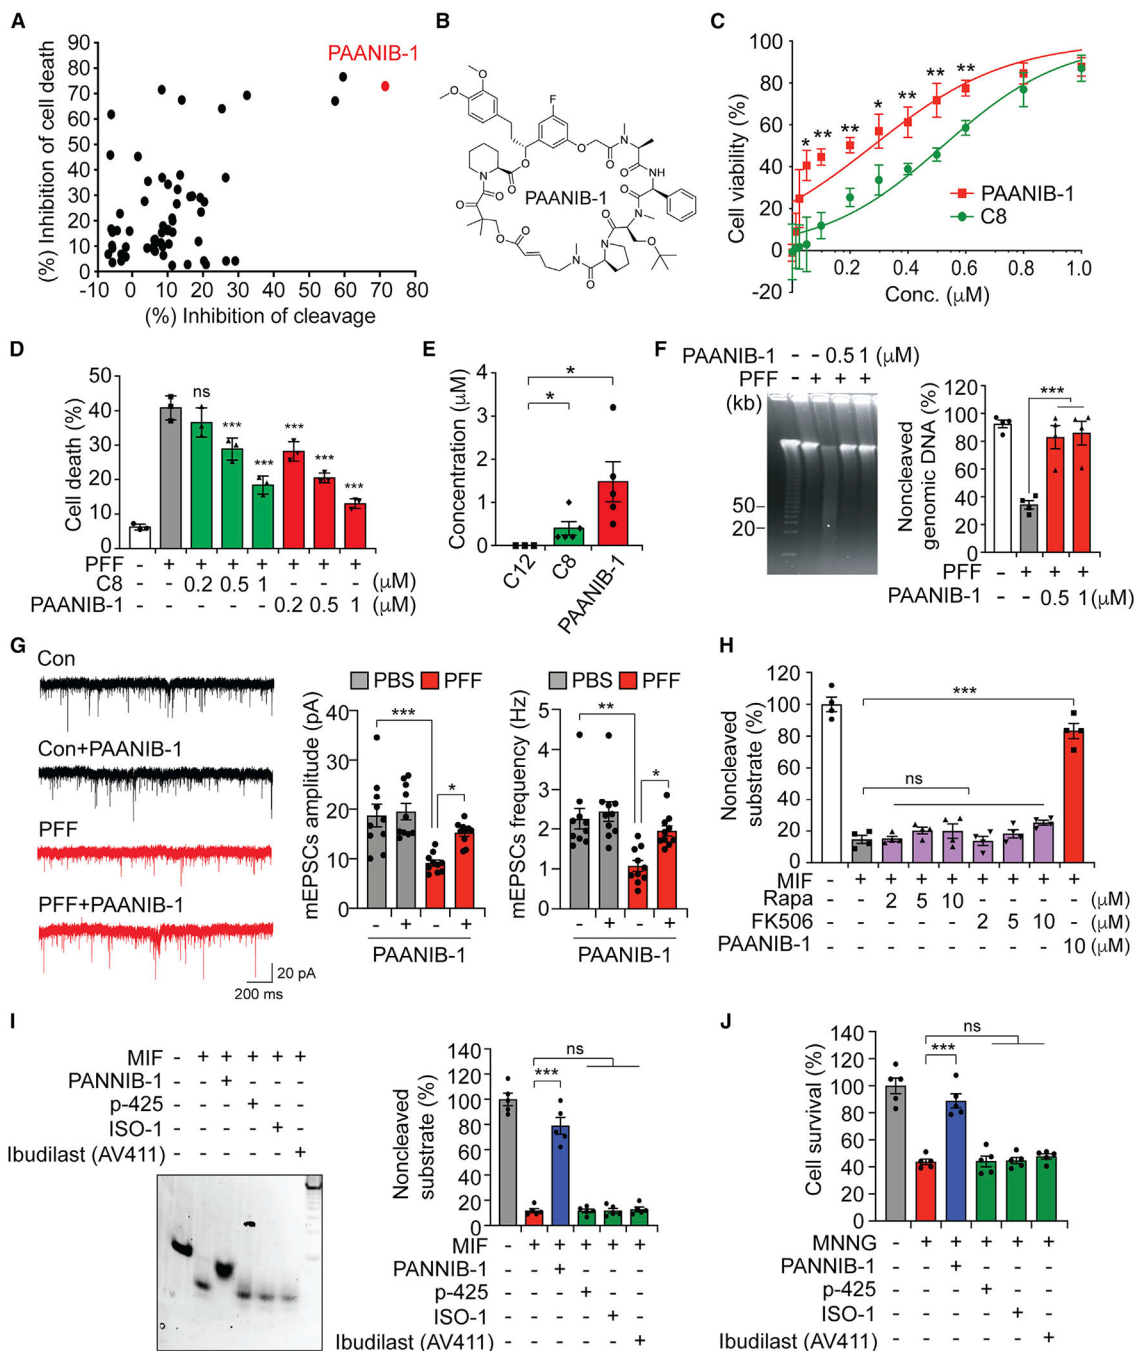 A
PAANIB-1
(%) Inhibition of cell death
90
80
70
60
50
40
30
20
10
0
-10 0 10 20 30 40 50 60 70 80
(%) Inhibition of cleavage
B
PAANIB-1
C
Cell viability (%)
100
80
60
40
20
0
-20
* ** ** * ** ** **
PAANIB-1
C8
0.2 0.4 0.6 0.8 1.0
Conc. (μM)
D
Cell death (%)
50
40
30
20
10
0
ns *** *** *** *** ***
PFF - + + + + + + +
C8 - - 0.2 0.5 1 - - - (μM)
PAANIB-1 - - - - - 0.2 0.5 1 (μM)
E
Concentration (μM)
4
3
2
1
0
*
*
C12 C8 PAANIB-1
F
PAANIB-1 - - 0.5 1 (μM)
PFF - + + +
(kb)
50–
20–
Noncleaved
genomic DNA (%)
120
100
80
60
40
20
0
***
PFF - + + +
PAANIB-1 - - 0.5 1 (μM)
G
Con
Con+PAANIB-1
PFF
PFF+PAANIB-1
20 pA
200 ms
PBS PFF
mEPSCs amplitude (pA)
40
30
20
10
0
***
*
- + - +
PAANIB-1
PBS PFF
mEPSCs frequency (Hz)
5
4
3
2
1
0
**
*
- + - +
PAANIB-1
H
Noncleaved
substrate (%)
120
100
80
60
40
20
0
***
ns
MIF - + + + + + + + +
Rapa - - 2 5 10 - - - - (μM)
FK506 - - - - - 2 5 10 - (μM)
PAANIB-1 - - - - - - - - 10 (μM)
I
MIF - + + + + +
PANNIB-1 - - + - - -
p-425 - - - + - -
ISO-1 - - - - + -
Ibudilast (AV411) - - - - - +
Noncleaved
substrate (%)
140
120
100
80
60
40
20
0
ns
***
MIF - + + + + +
PANNIB-1 - - + - - -
p-425 - - - + - -
ISO-1 - - - - + -
Ibudilast (AV411) - - - - - +
J
Cell survival (%)
140
120
100
80
60
40
20
0
ns
***
MNNG - + + + + +
PANNIB-1 - - + - - -
p-425 - - - + - -
ISO-1 - - - - + -
Ibudilast (AV411) - - - - - +